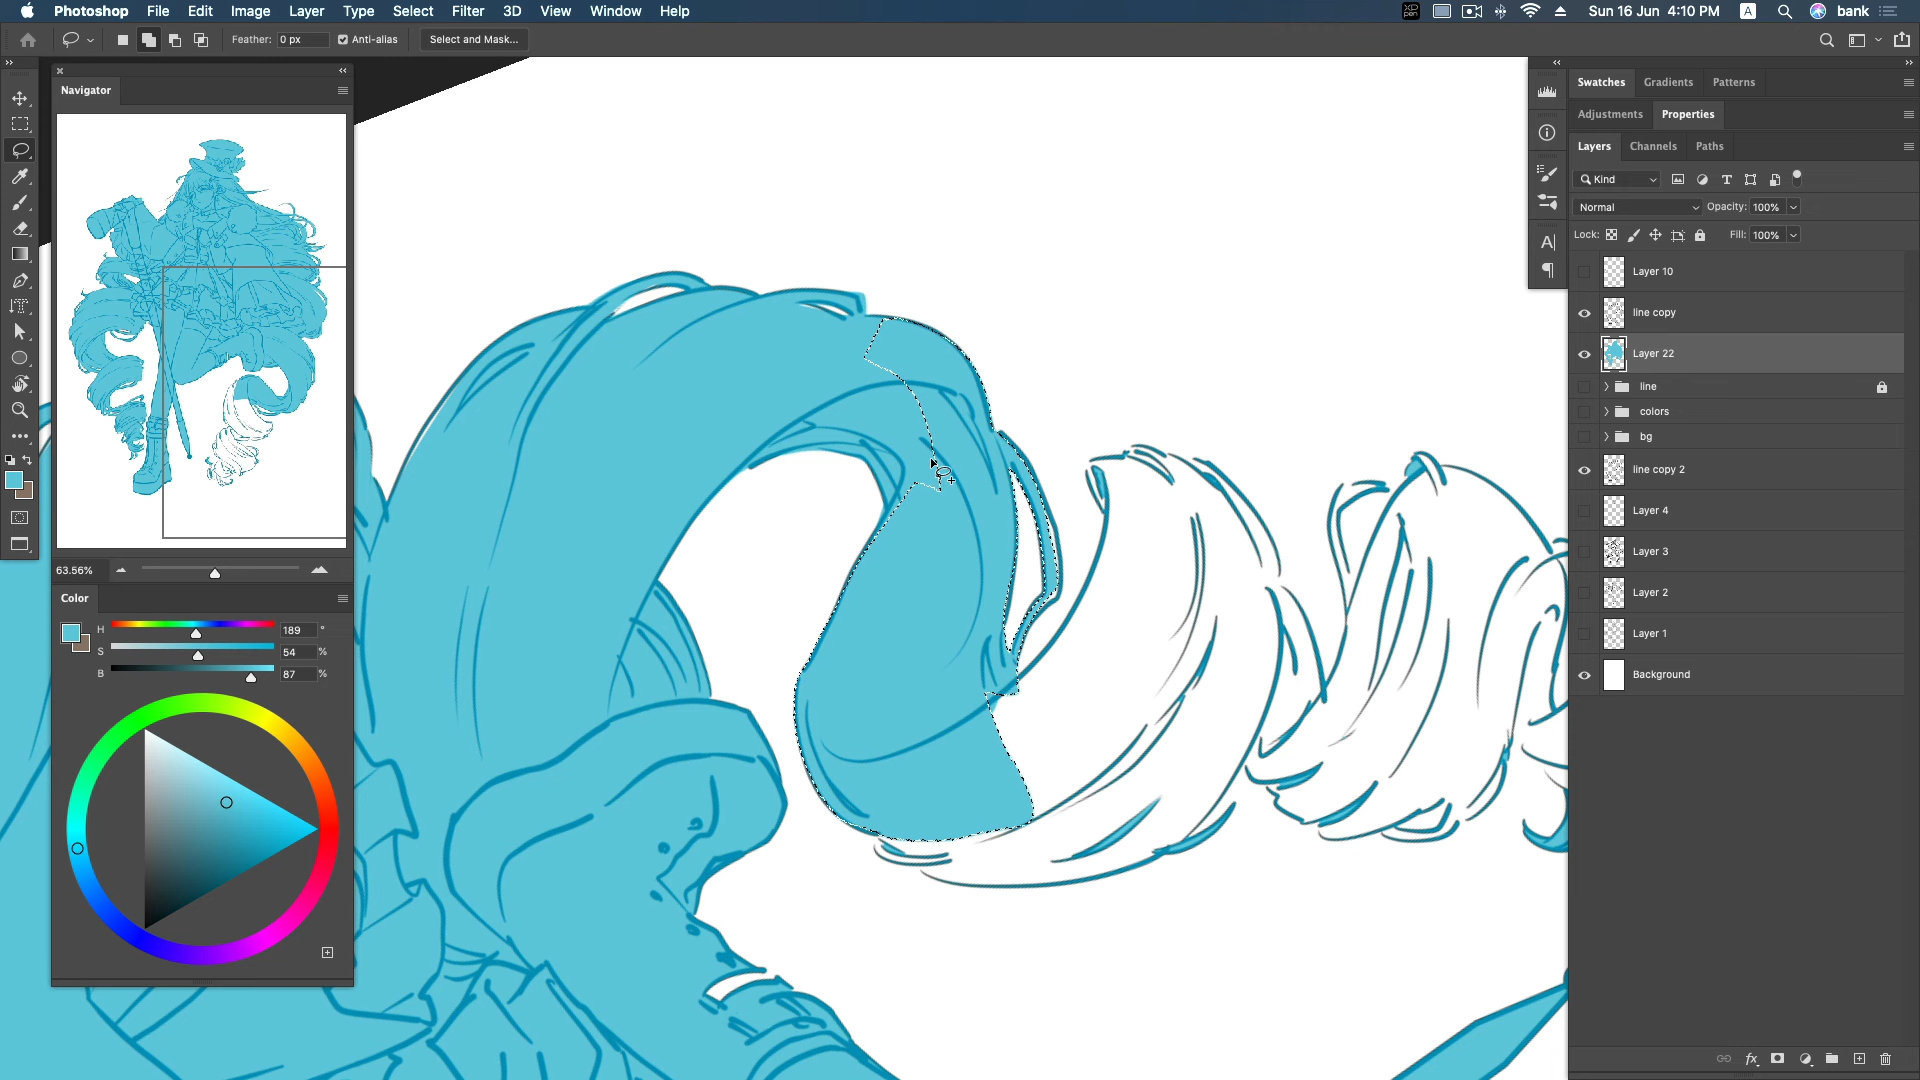 Photoshop File Edit Image Layer Type Select Filter 3D View Window Help
XD pen
Sun 16 Jun 4:10 PM A bank
Feather: 0 px Anti-alias Select and Mask...
Navigator
63.56%
Color
H 189 °
S 54 %
B 87 %
Swatches Gradients Patterns
Adjustments Properties
Layers Channels Paths
Kind
Normal Opacity: 100%
Lock: Fill: 100%
Layer 10
line copy
Layer 22
line
colors
bg
line copy 2
Layer 4
Layer 3
Layer 2
Layer 1
Background